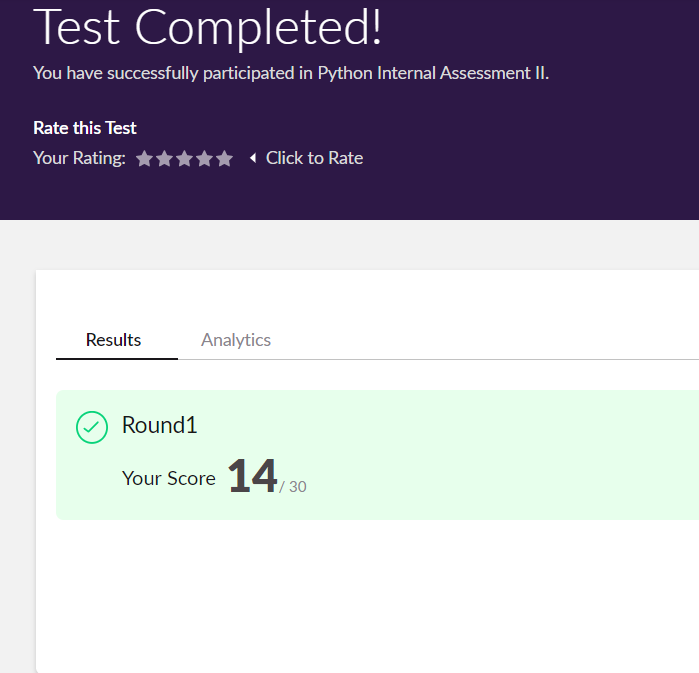 Test Completed!
You have successfully participated in Python Internal Assessment II.
Rate this Test
Your Rating: Click to Rate
Results Analytics
Round1
Your Score 14/ 30